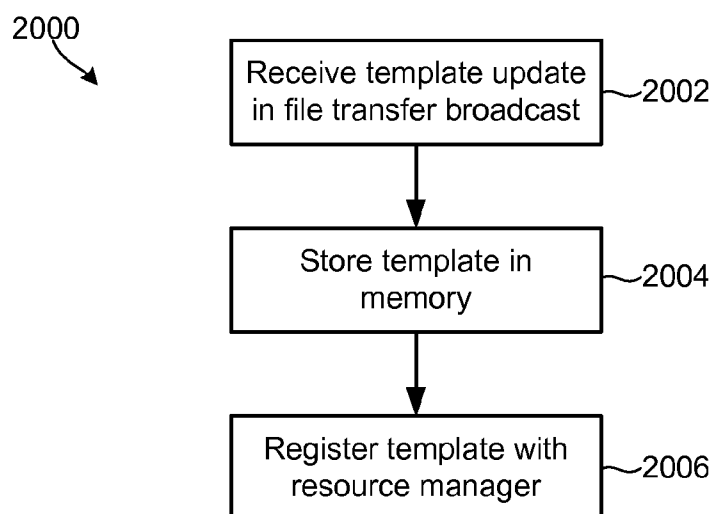 2000
Receive template update
in file transfer broadcast
2002
Store template in
memory
2004
Register template with
resource manager
2006